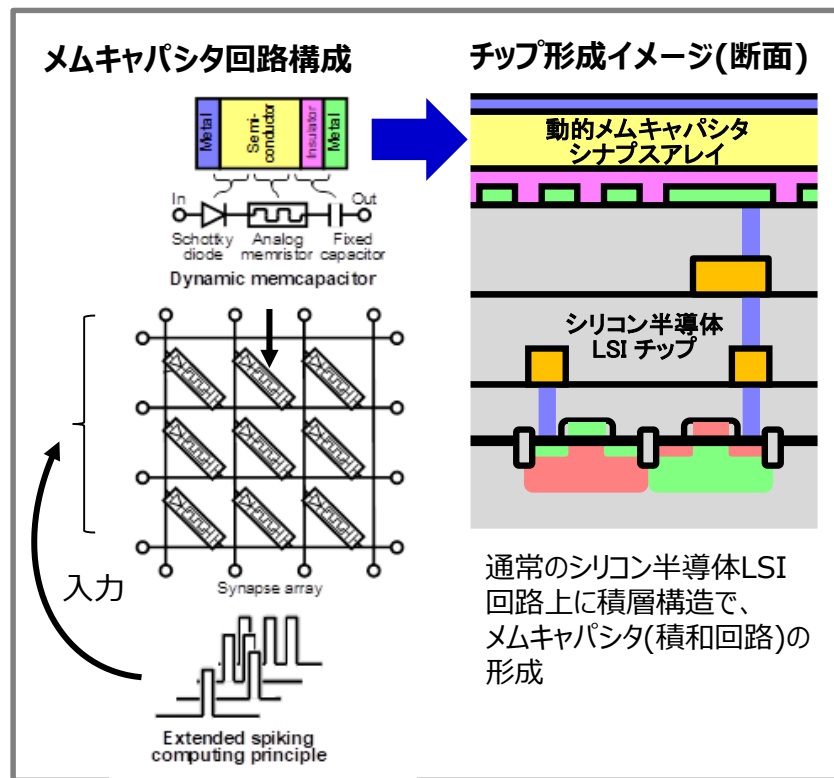 メムキャパシタ回路構成
Metal
Semi-
conductor
Insulator
Metal
In
Out
Schottky
diode
Analog
memristor
Fixed
capacitor
Dynamic memcapacitor
入力
Synapse array
Extended spiking
computing principle
チップ形成イメージ(断面)
動的メムキャパシタ
シナプスアレイ
シリコン半導体
LSI チップ
通常のシリコン半導体LSI
回路上に積層構造で、
メムキャパシタ(積和回路)の
形成